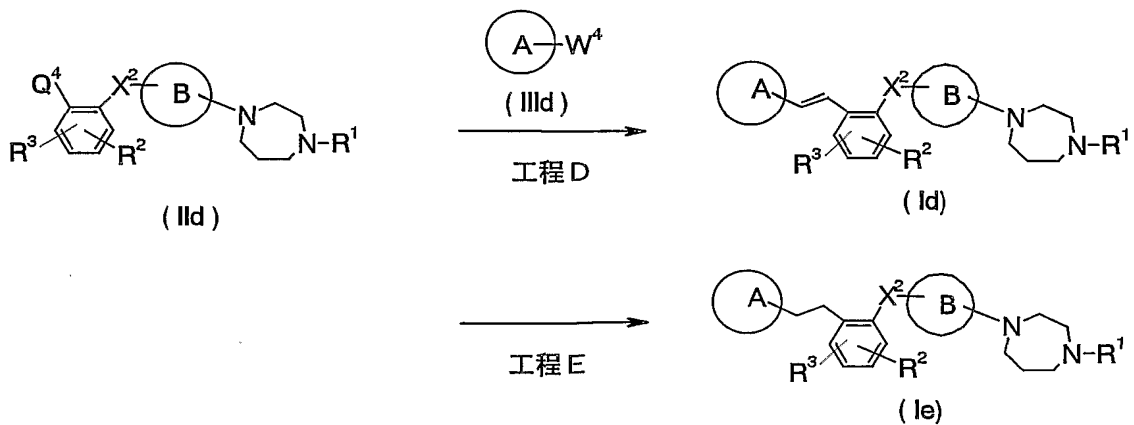 A W⁴
(IIId)
Q⁴ X² B N N-R¹
R³ R²
工程D
(IId)
A X² B N N-R¹
R³ R²
(Id)
A X² B N N-R¹
R³ R²
工程E
(Ie)